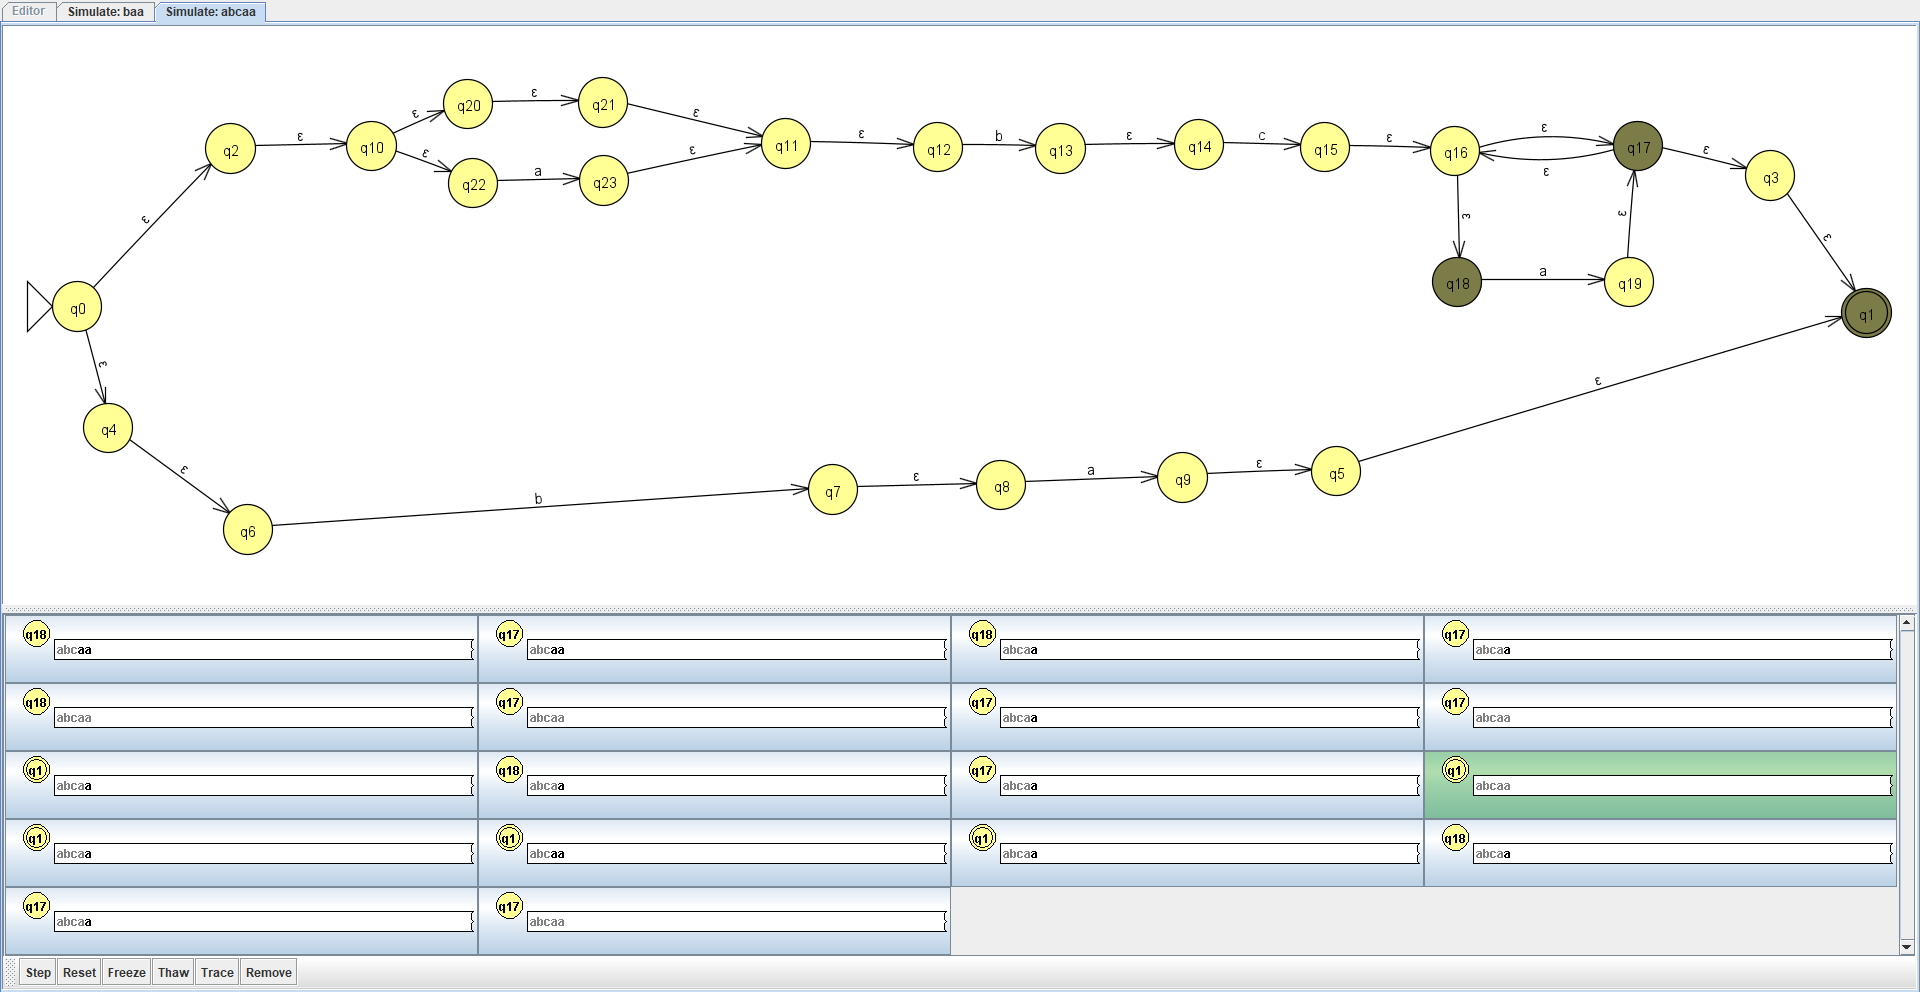 Editor Simulate: baa Simulate: abcaa
q20 ε q21
ε ε
q2 ε q10 q11 ε q12 b q13 ε q14 c q15 ε q16 ε q17 ε q3
ε ε ε
q22 a q23
ε ε ε ε
q18 a q19
q0 q1
ε ε
q4
ε
q6 b q7 ε q8 a q9 ε q5
q18 abcaa q17 abcaa q18 abcaa q17 abcaa
q18 abcaa q17 abcaa q17 abcaa q17 abcaa
q1 abcaa q18 abcaa q17 abcaa q1 abcaa
q1 abcaa q1 abcaa q1 abcaa q18 abcaa
q17 abcaa q17 abcaa
Step Reset Freeze Thaw Trace Remove